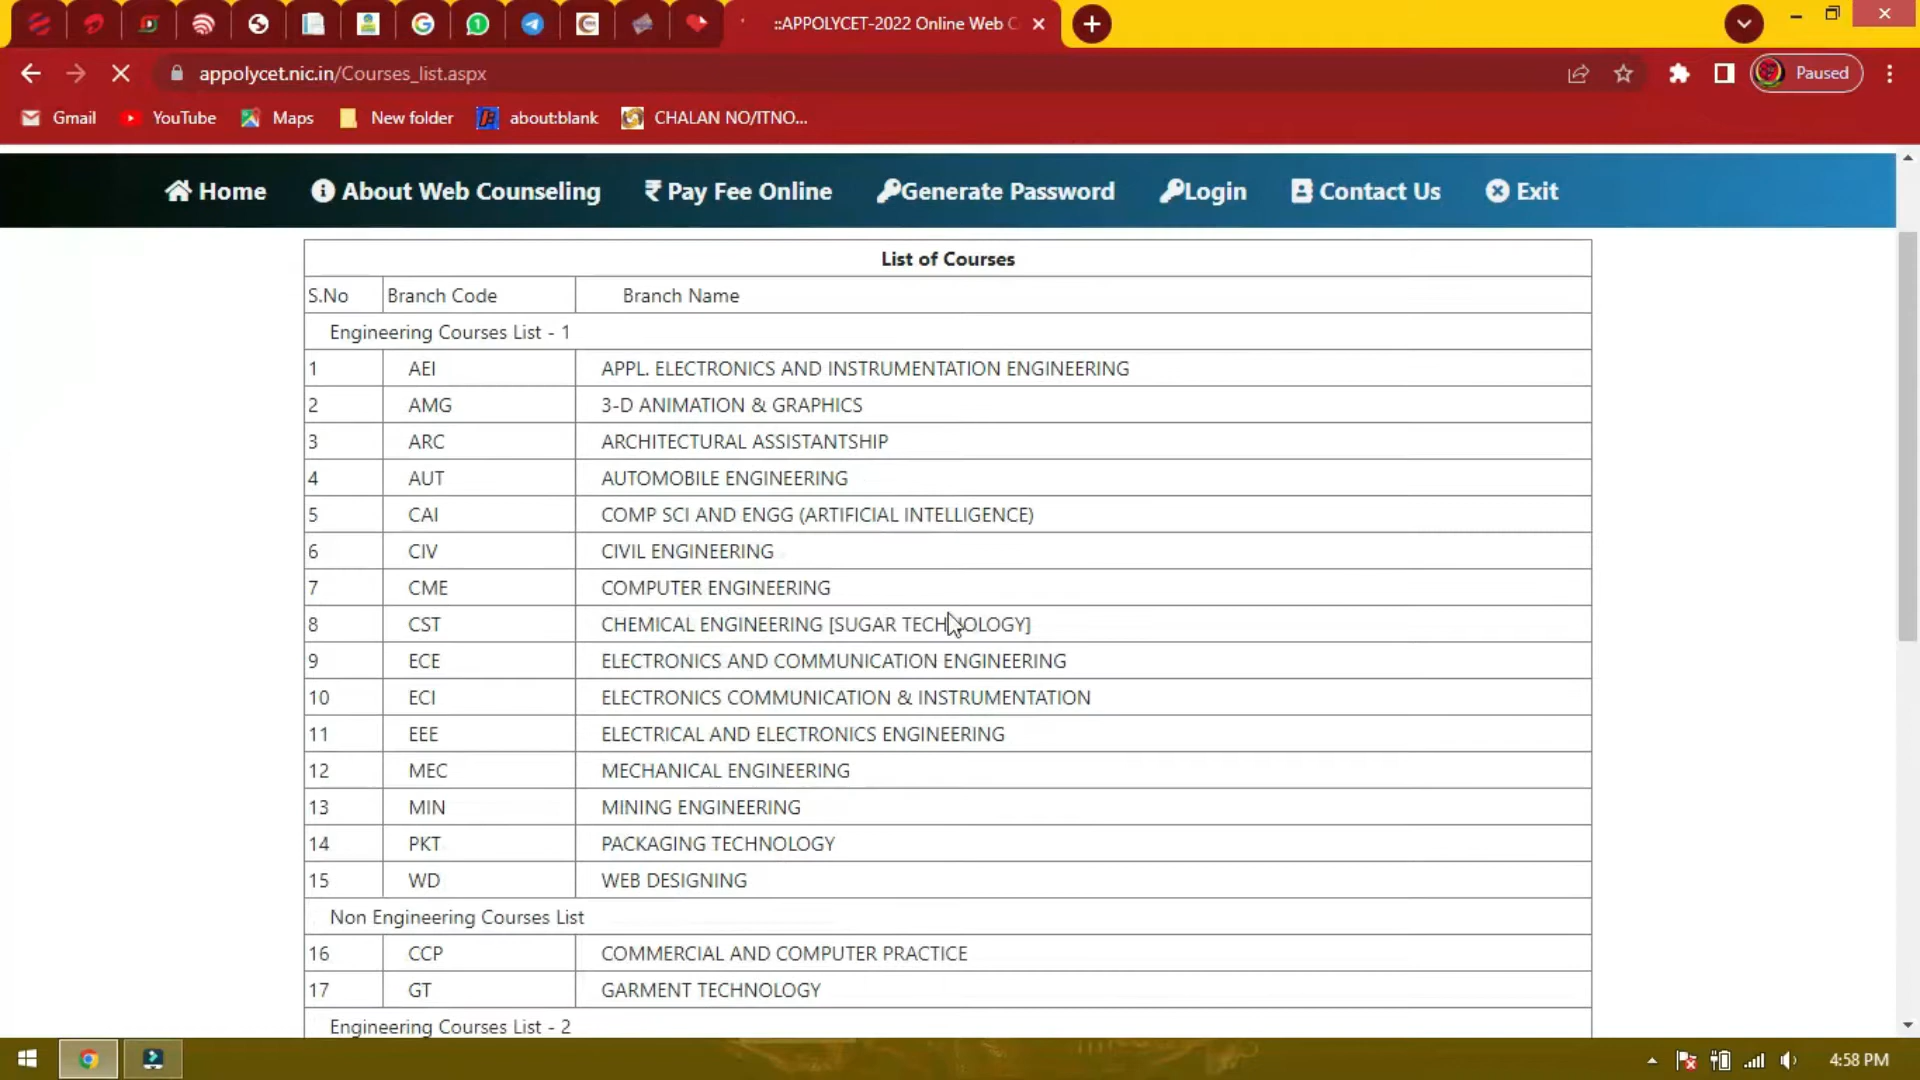 ::APPOLYCET-2022 Online Web C
appolycet.nic.in/Courses_list.aspx
Paused
Gmail
YouTube
Maps
New folder
about:blank
CHALAN NO/ITNO...
Home
About Web Counseling
₹ Pay Fee Online
Generate Password
Login
Contact Us
Exit
List of Courses
S.No Branch Code Branch Name
Engineering Courses List - 1
1 AEI APPL. ELECTRONICS AND INSTRUMENTATION ENGINEERING
2 AMG 3-D ANIMATION & GRAPHICS
3 ARC ARCHITECTURAL ASSISTANTSHIP
4 AUT AUTOMOBILE ENGINEERING
5 CAI COMP SCI AND ENGG (ARTIFICIAL INTELLIGENCE)
6 CIV CIVIL ENGINEERING
7 CME COMPUTER ENGINEERING
8 CST CHEMICAL ENGINEERING [SUGAR TECHNOLOGY]
9 ECE ELECTRONICS AND COMMUNICATION ENGINEERING
10 ECI ELECTRONICS COMMUNICATION & INSTRUMENTATION
11 EEE ELECTRICAL AND ELECTRONICS ENGINEERING
12 MEC MECHANICAL ENGINEERING
13 MIN MINING ENGINEERING
14 PKT PACKAGING TECHNOLOGY
15 WD WEB DESIGNING
Non Engineering Courses List
16 CCP COMMERCIAL AND COMPUTER PRACTICE
17 GT GARMENT TECHNOLOGY
Engineering Courses List - 2
4:58 PM